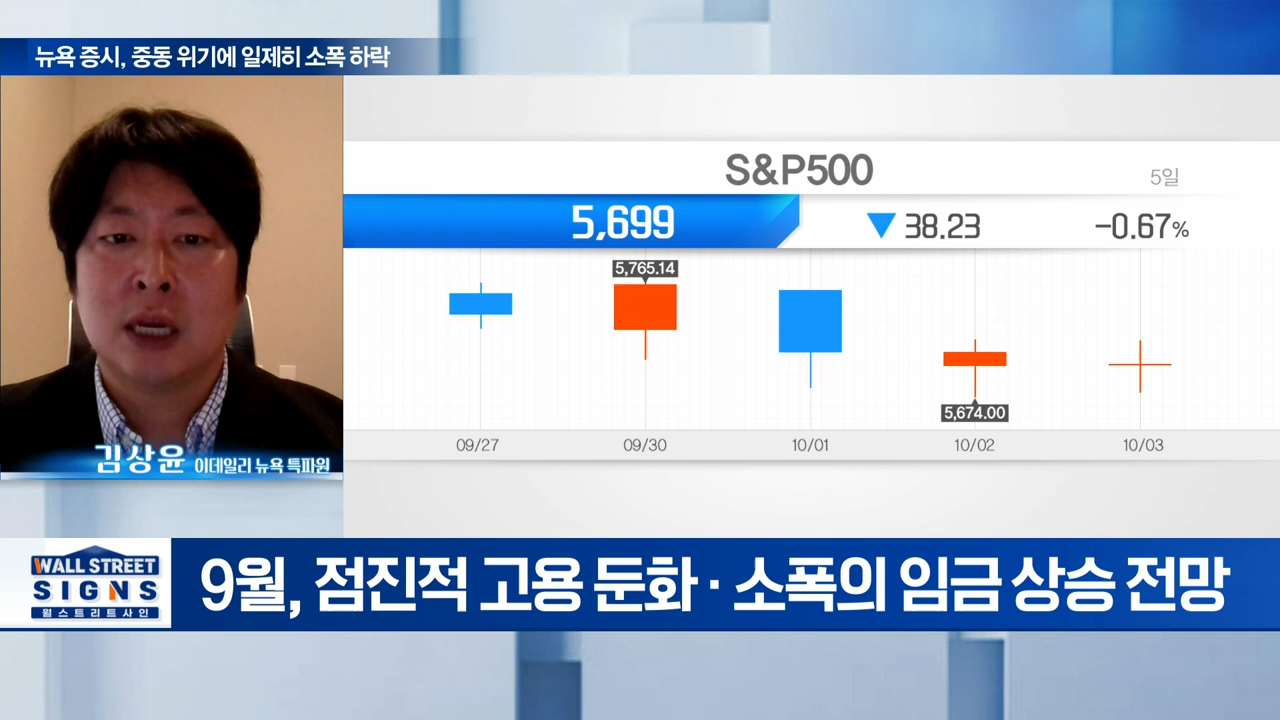 뉴욕 증시, 중동 위기에 일제히 소폭 하락
S&P500
5일
5,699 ▼ 38.23 -0.67%
5,765.14
5,674.00
09/27 09/30 10/01 10/02 10/03
김상윤 이데일리 뉴욕 특파원
WALL STREET
SIGNS
월스트리트사인
9월, 점진적 고용 둔화·소폭의 임금 상승 전망